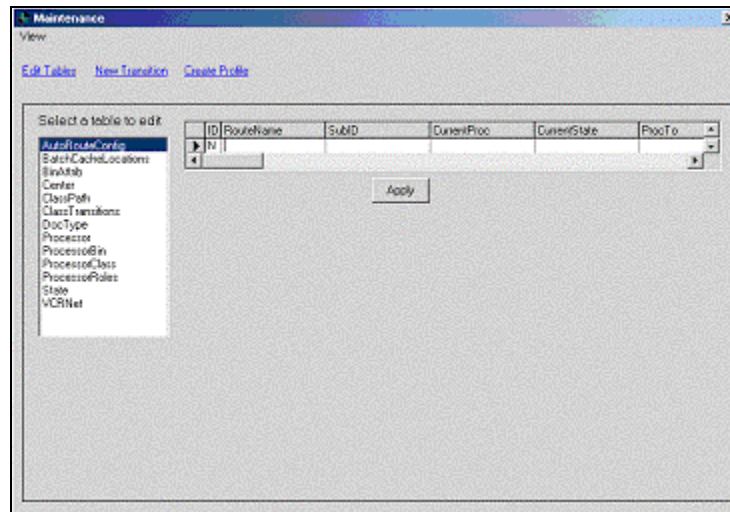 Maintenance
View
Edit Tables New Transition Create Profile
Select a table to edit
ID RouteName SubID CurrentProc CurrentState ProcTo
N
AutoRouteConfig
BatchCacheLocations
BinAttrib
Center
ClassPath
ClassTransitions
DocType
Processor
ProcessorBin
ProcessorClass
ProcessorRoles
State
VCRNet
Apply